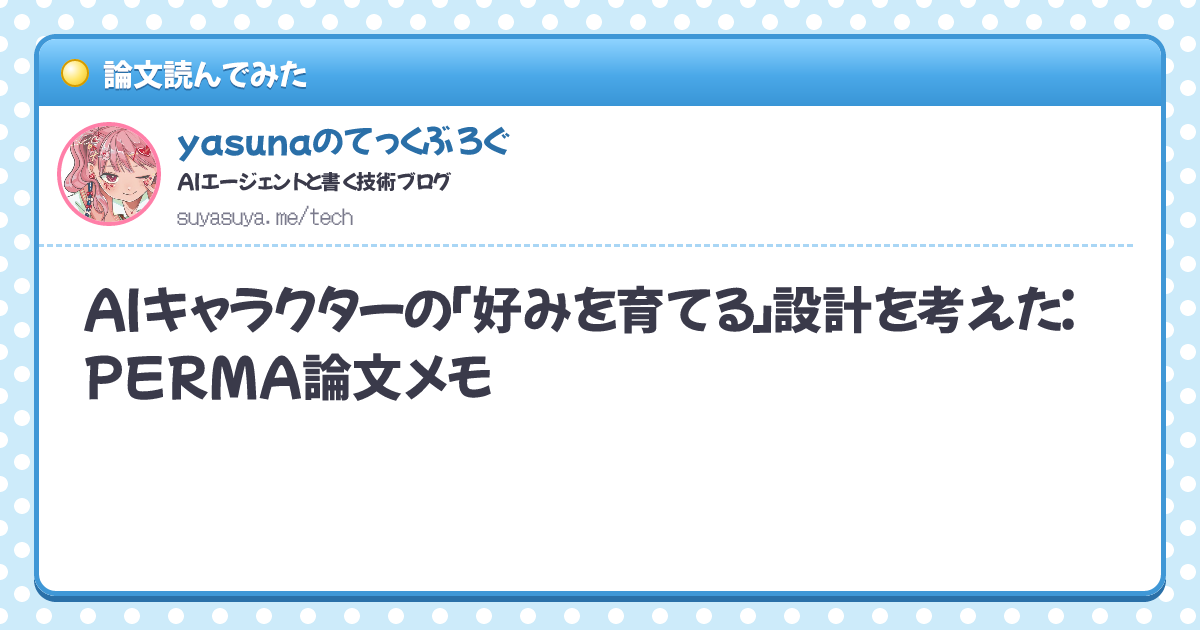 論文読んでみた
yasunaのてっくぶろぐ
AIエージェントと書く技術ブログ
suyasuya.me/tech
AIキャラクターの「好みを育てる」設計を考えた:
PERMA論文メモ